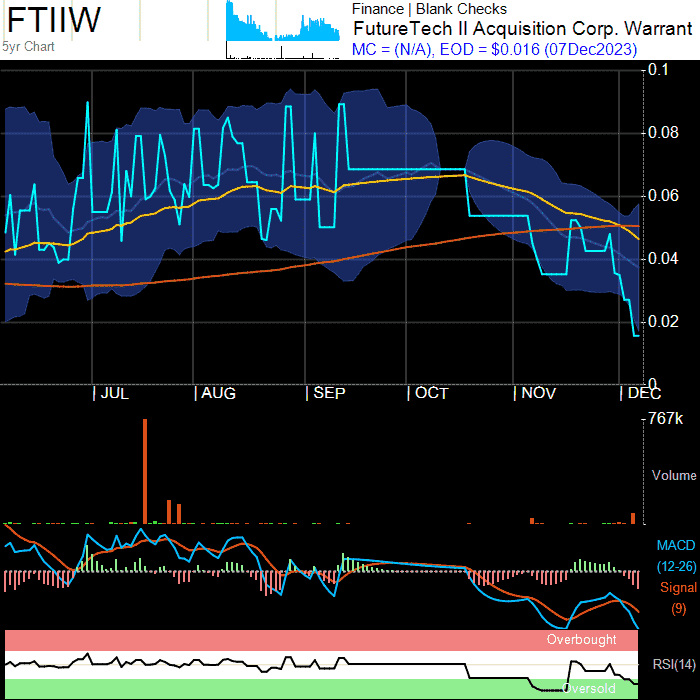 FTIIW
5yr Chart
Finance | Blank Checks
FutureTech II Acquisition Corp. Warrant
MC = (N/A), EOD = $0.016 (07Dec2023)
0.1
0.08
0.06
0.04
0.02
0
| JUL | AUG | SEP | OCT | NOV | DEC
767k
Volume
MACD
(12-26)
Signal
(9)
Overbought
RSI(14)
Oversold